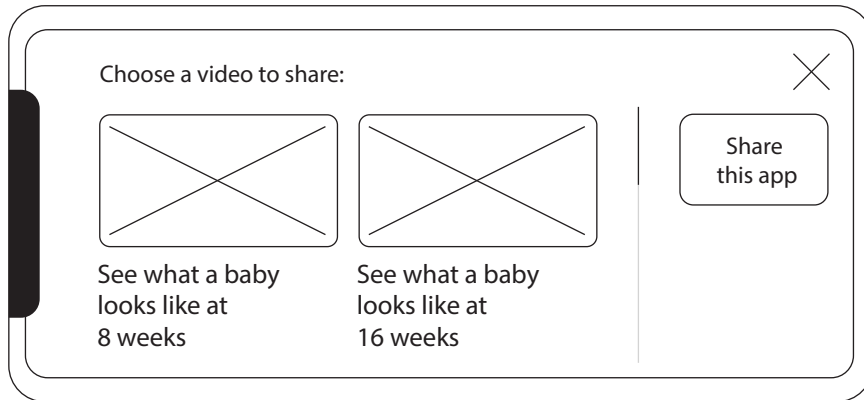 Choose a video to share:
See what a baby
looks like at
8 weeks
See what a baby
looks like at
16 weeks
Share
this app